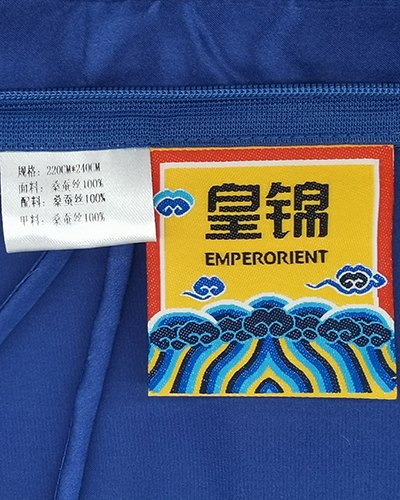 规格: 220CM*240CM
面料: 桑蚕丝100%
配料: 桑蚕丝100%
里料: 桑蚕丝100%
皇锦
EMPERORIENT